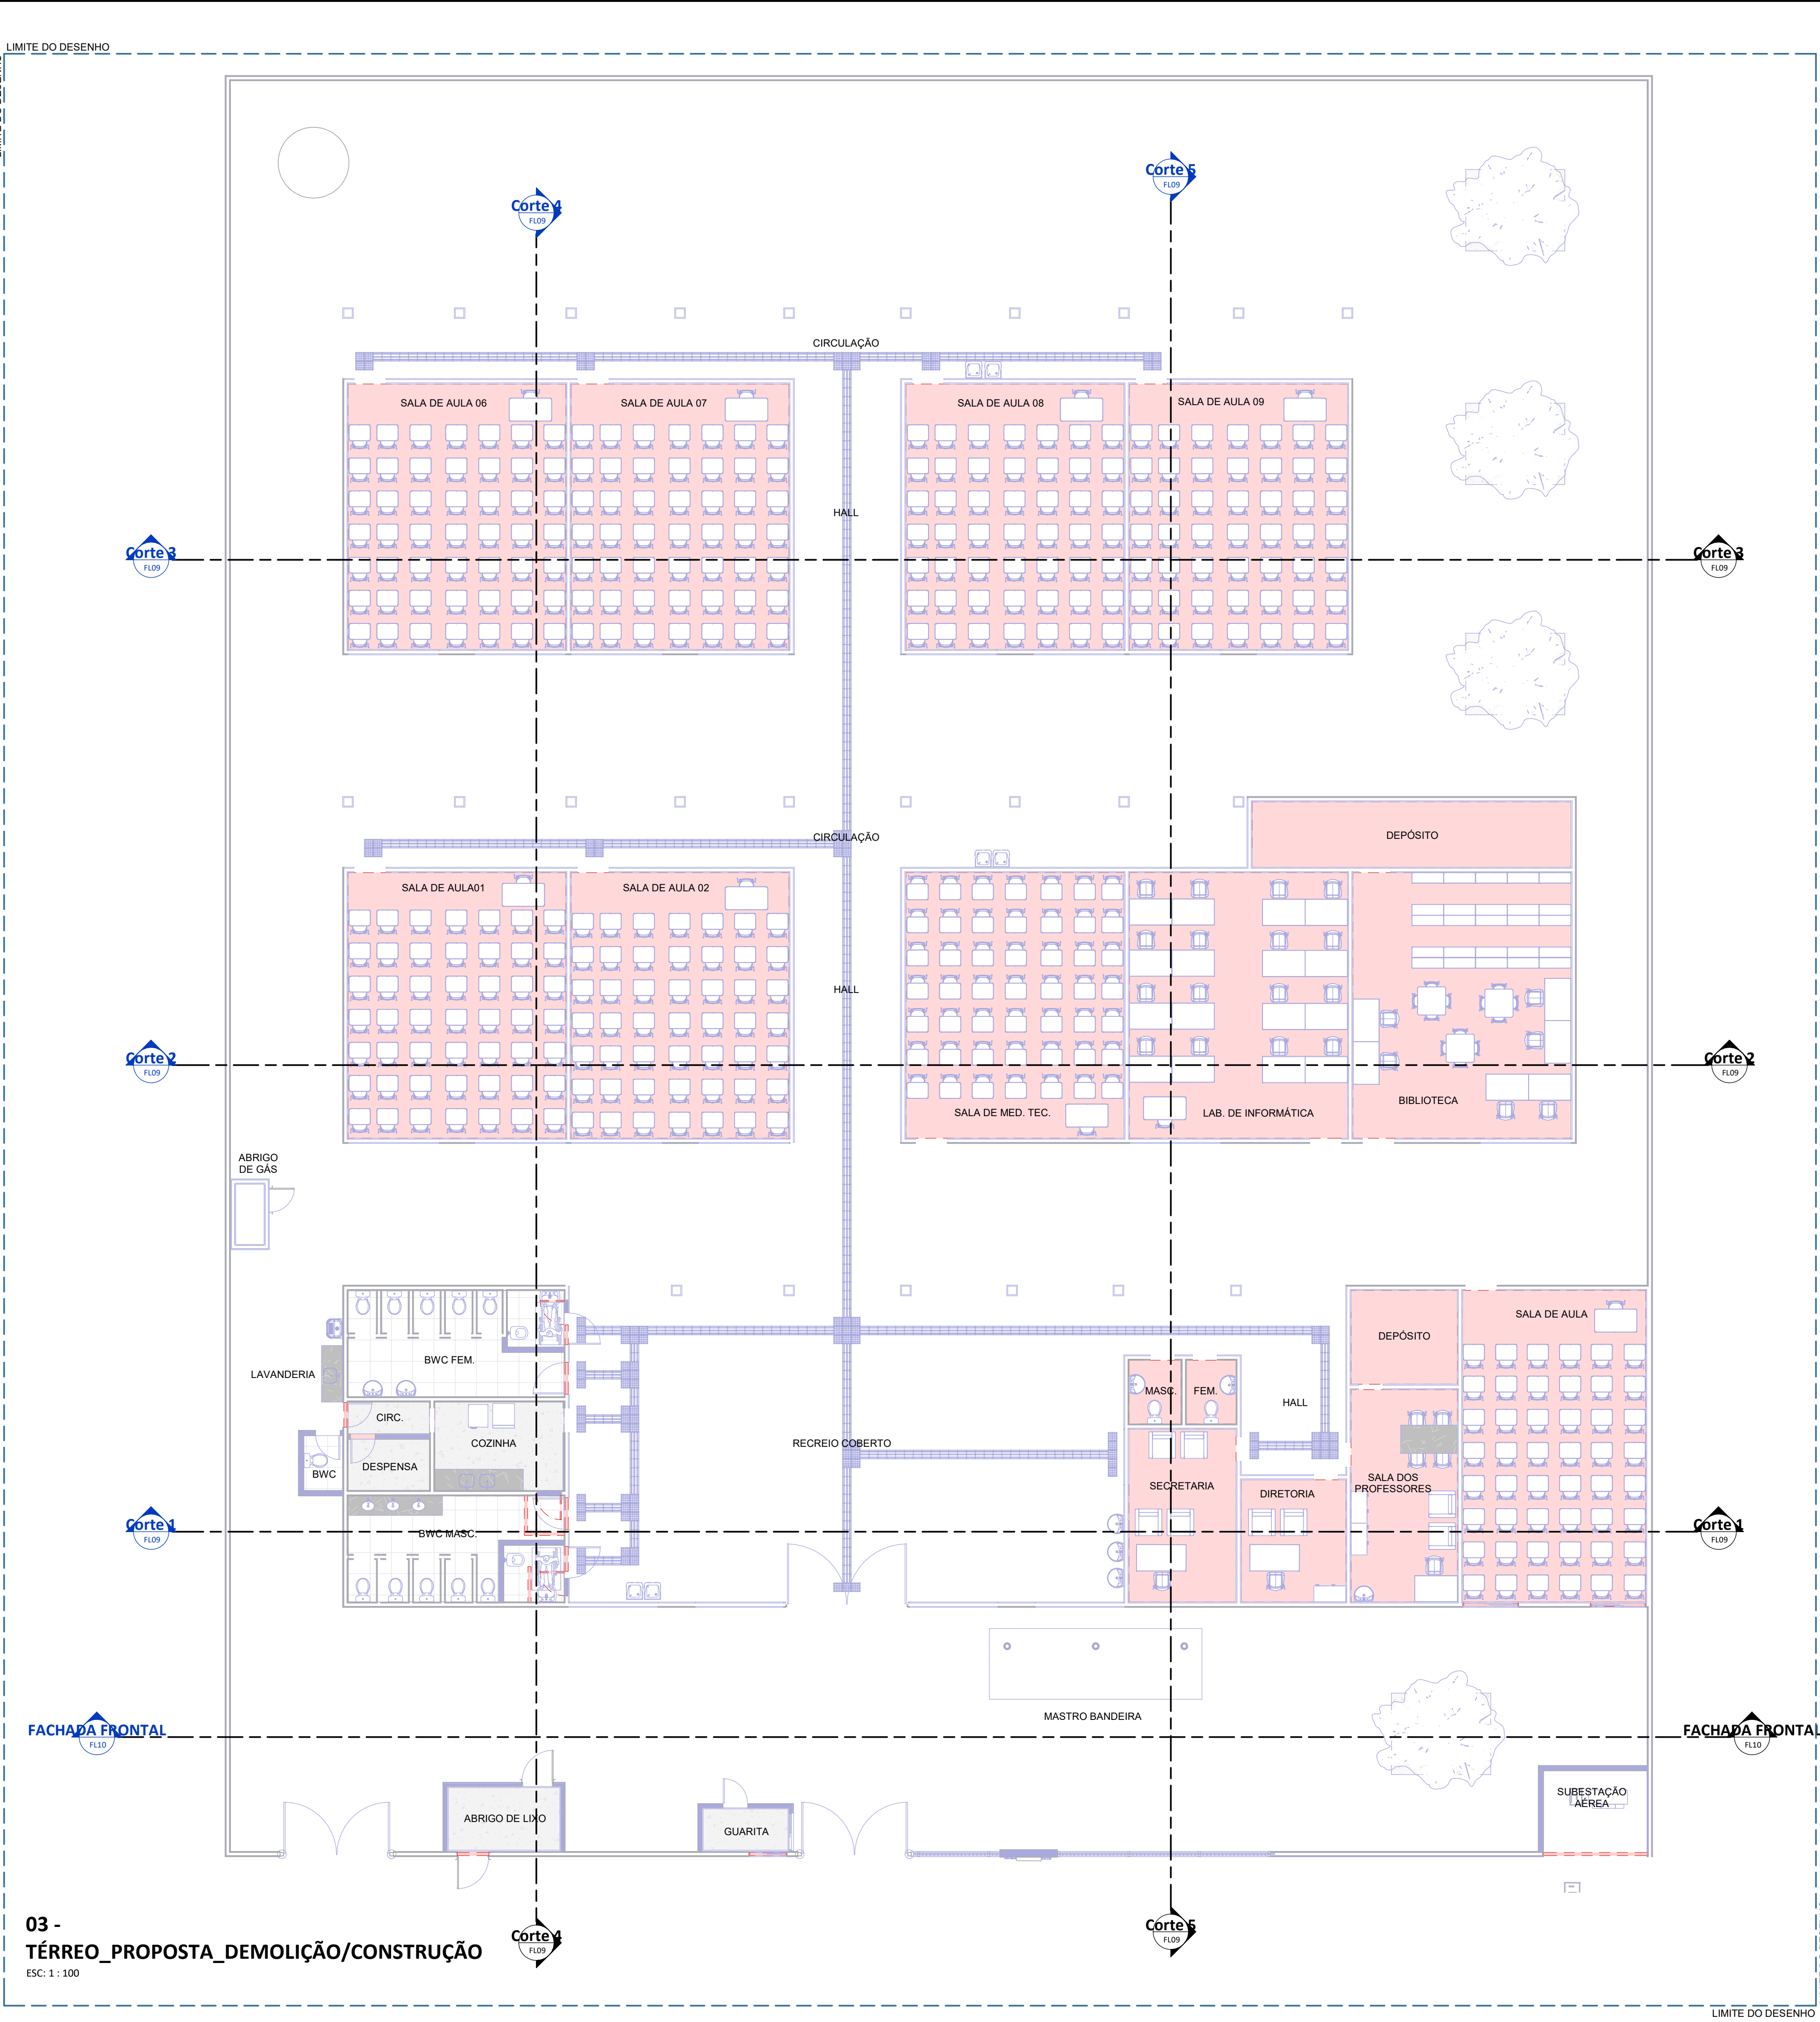 LIMITE DO DESENHO
Corte 5
FL09
Corte 4
FL09
CIRCULAÇÃO
SALA DE AULA 06
SALA DE AULA 07
SALA DE AULA 08
SALA DE AULA 09
HALL
Corte 3
FL09
Corte 3
FL09
CIRCULAÇÃO
DEPÓSITO
SALA DE AULA01
SALA DE AULA 02
HALL
Corte 2
FL09
Corte 2
FL09
BIBLIOTECA
SALA DE MED. TEC.
LAB. DE INFORMÁTICA
ABRIGO
DE GÁS
SALA DE AULA
DEPÓSITO
BWC FEM.
LAVANDERIA
MASC.
FEM.
HALL
CIRC.
COZINHA
RECREIO COBERTO
DESPENSA
BWC
SALA DOS
PROFESSORES
SECRETARIA
DIRETORIA
Corte 1
FL09
BWC MASC.
Corte 1
FL09
MASTRO BANDEIRA
FACHADA FRONTAL
FL10
FACHADA FRONTAL
FL10
SUBESTAÇÃO
AÉREA
ABRIGO DE LIXO
GUARITA
03 -
TÉRREO_PROPOSTA_DEMOLIÇÃO/CONSTRUÇÃO
ESC: 1 : 100
Corte 4
FL09
Corte 5
FL09
LIMITE DO DESENHO